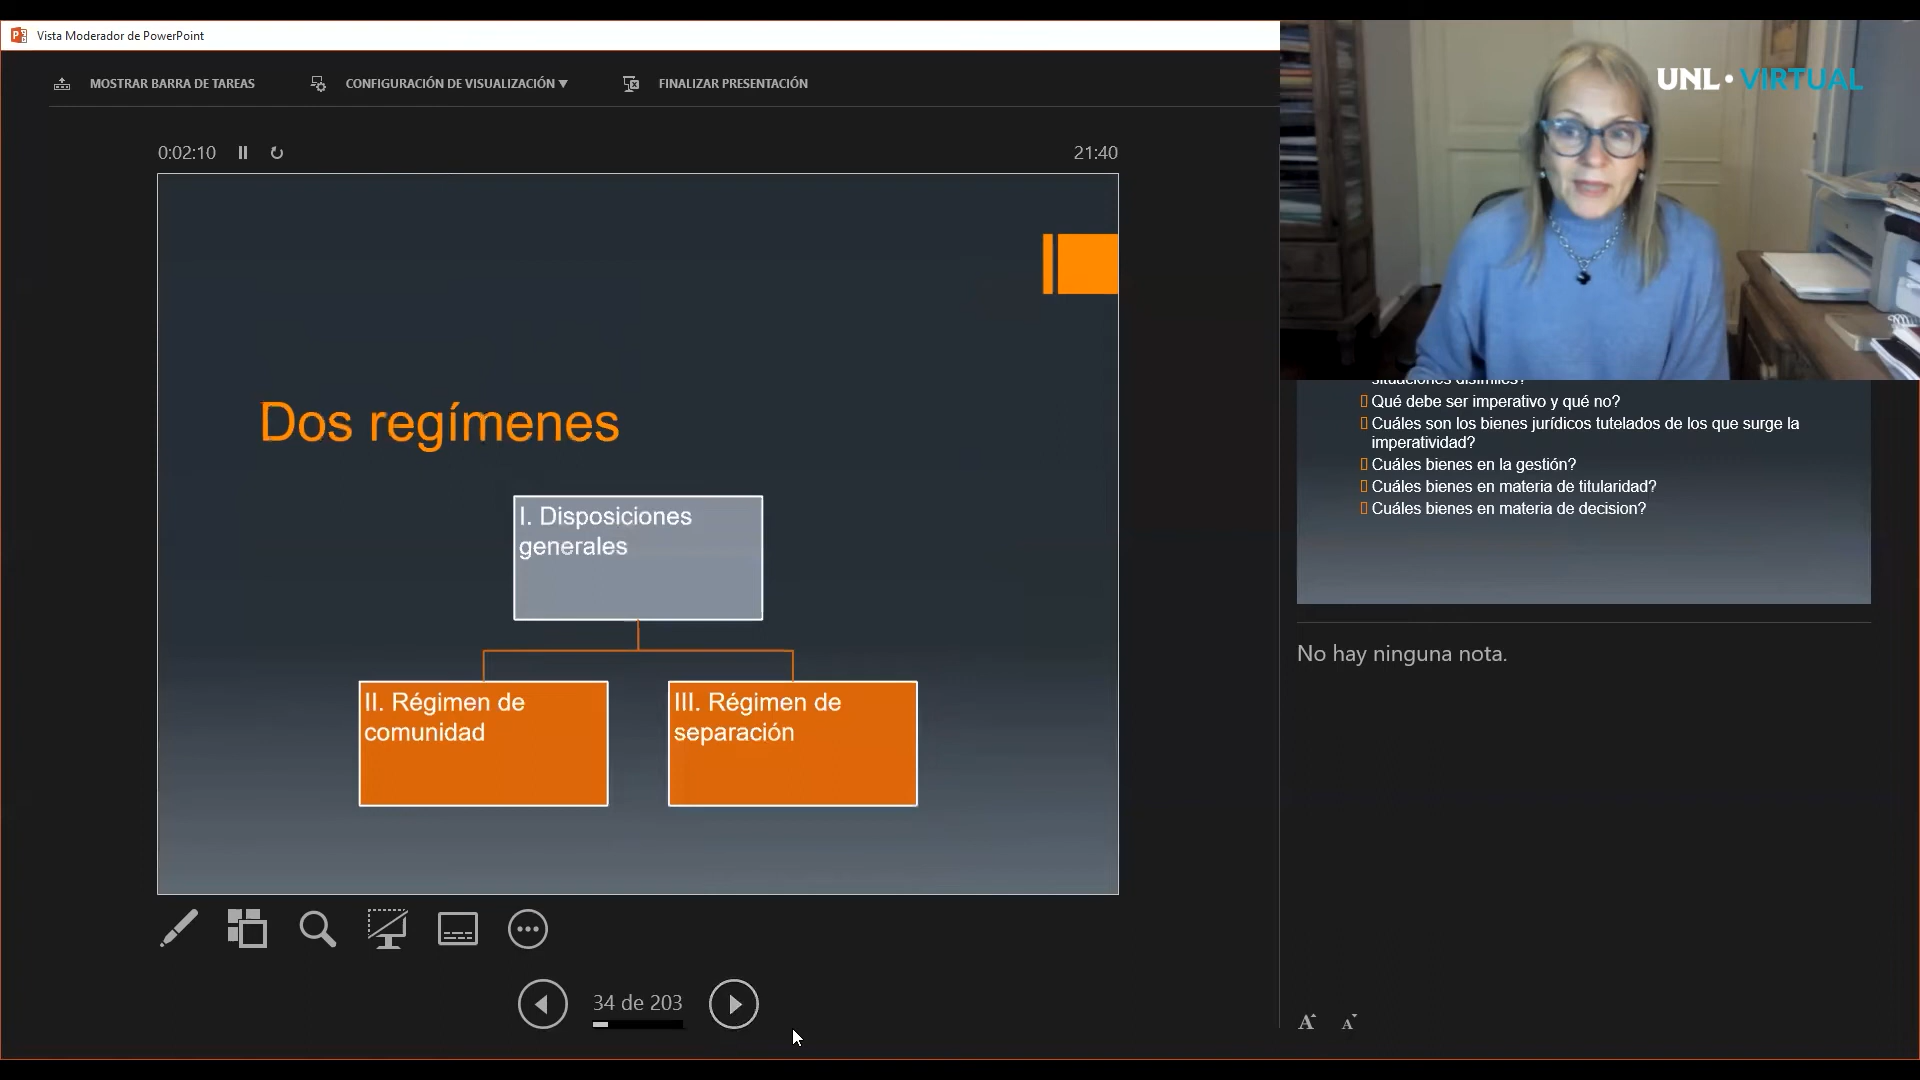 Vista Moderador de PowerPoint
MOSTRAR BARRA DE TAREAS
CONFIGURACIÓN DE VISUALIZACIÓN ▼
FINALIZAR PRESENTACIÓN
0:02:10
21:40
Dos regímenes
I. Disposiciones
generales
II. Régimen de
comunidad
III. Régimen de
separación
34 de 203
UNL • VIRTUAL
situaciones disímiles?
Qué debe ser imperativo y qué no?
Cuáles son los bienes jurídicos tutelados de los que surge la
imperatividad?
Cuáles bienes en la gestión?
Cuáles bienes en materia de titularidad?
Cuáles bienes en materia de decision?
No hay ninguna nota.
A A